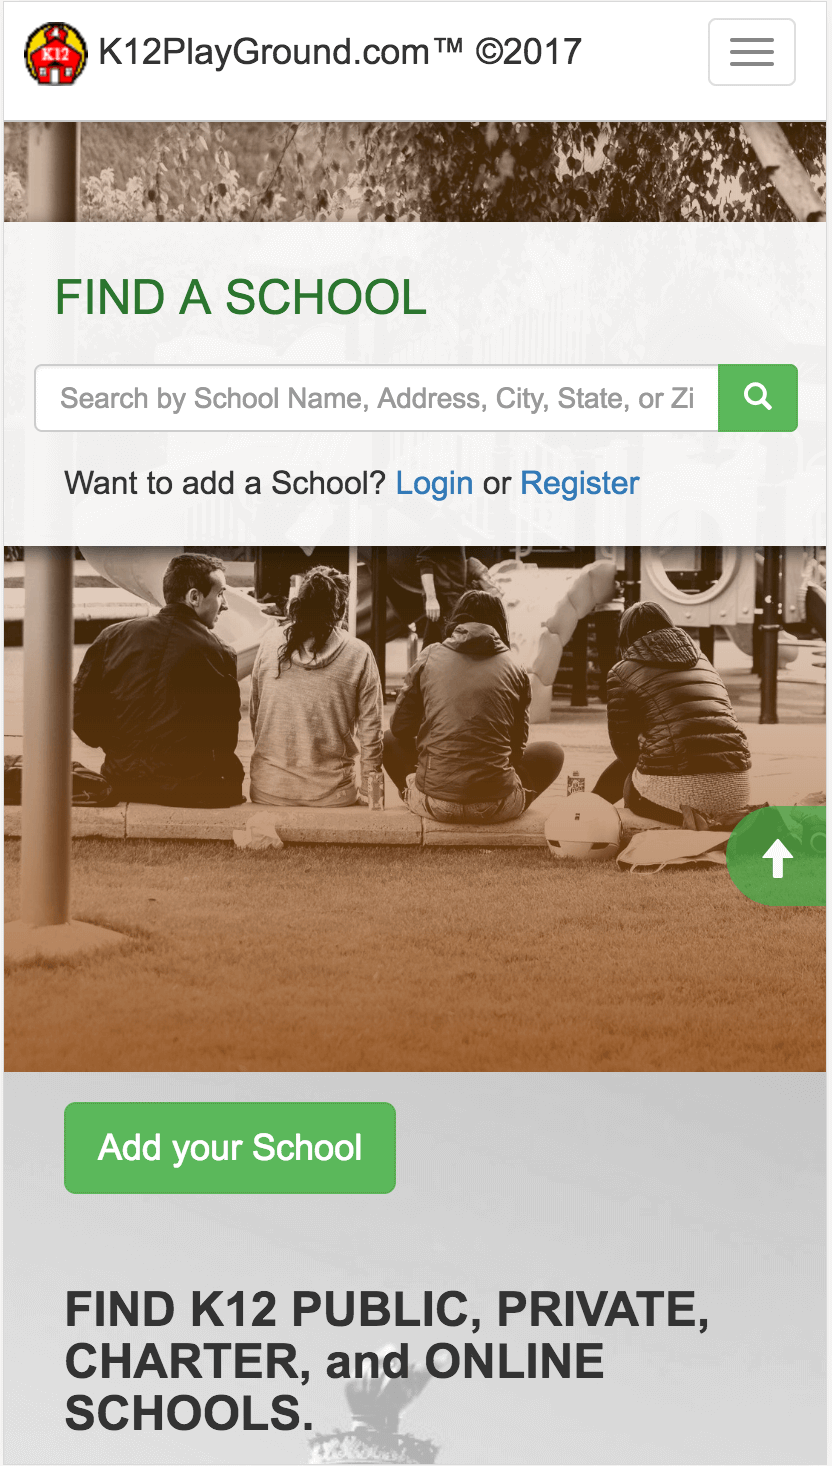 K12
K12PlayGround.com™ ©2017
FIND A SCHOOL
Search by School Name, Address, City, State, or Zi
Want to add a School? Login or Register
Add your School
FIND K12 PUBLIC, PRIVATE,
CHARTER, and ONLINE
SCHOOLS.